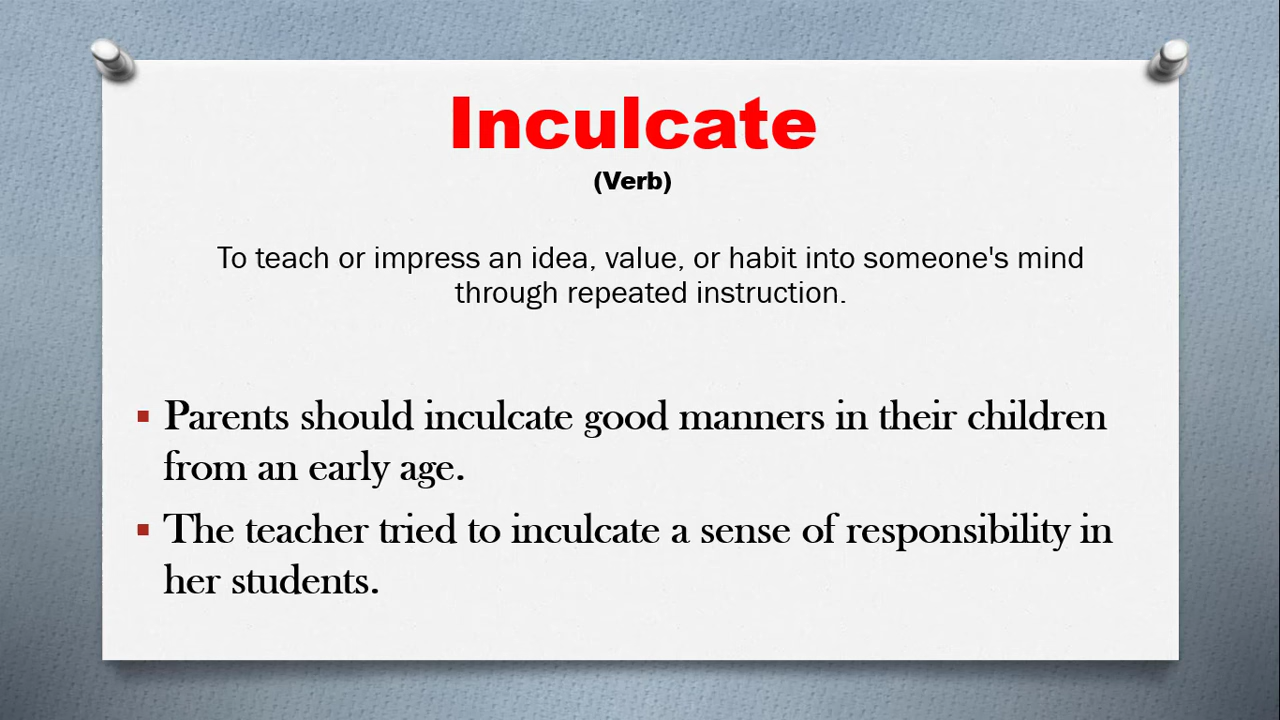 Inculcate
(Verb)
To teach or impress an idea, value, or habit into someone's mind
through repeated instruction.
▪ Parents should inculcate good manners in their children
from an early age.
▪ The teacher tried to inculcate a sense of responsibility in
her students.